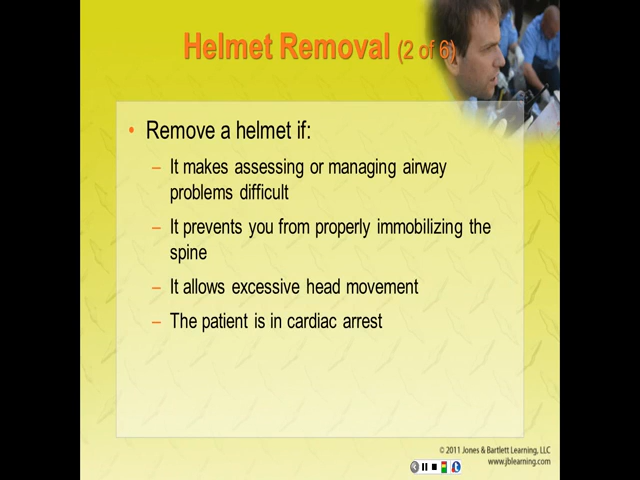 Helmet Removal (2 of 6)
• Remove a helmet if:
– It makes assessing or managing airway
problems difficult
– It prevents you from properly immobilizing the
spine
– It allows excessive head movement
– The patient is in cardiac arrest
© 2011 Jones & Bartlett Learning, LLC
www.jblearning.com